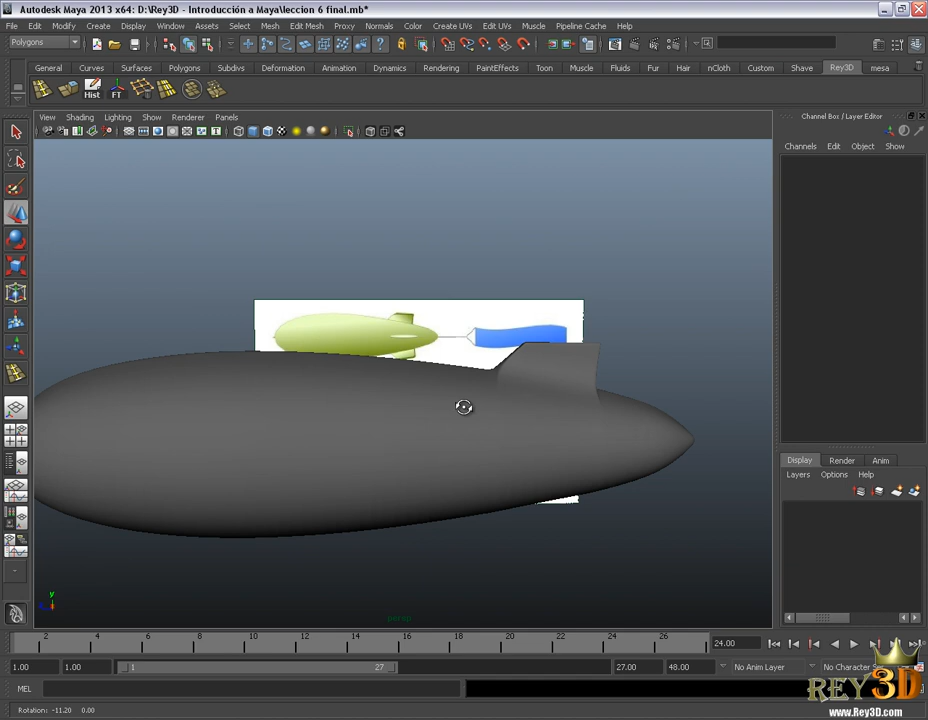 Autodesk Maya 2013 x64: D:\Rey3D - Introducción a Maya\leccion 6 final.mb*
File Edit Modify Create Display Window Assets Select Mesh Edit Mesh Proxy Normals Color Create UVs Edit UVs Muscle Pipeline Cache Help
Polygons
General Curves Surfaces Polygons Subdivs Deformation Animation Dynamics Rendering PaintEffects Toon Muscle Fluids Fur Hair nCloth Custom Shave Rey3D mesa
Hist FT
View Shading Lighting Show Renderer Panels
Channel Box / Layer Editor
Channels Edit Object Show
Display Render Anim
Layers Options Help
y
persp
2 4 6 8 10 12 14 16 18 20 22 24 26
24.00
1.00 1.00 1 27 27.00 48.00 No Anim Layer No Character
MEL
Rotation: -11.20 0.00
REY3D
www.Rey3D.com